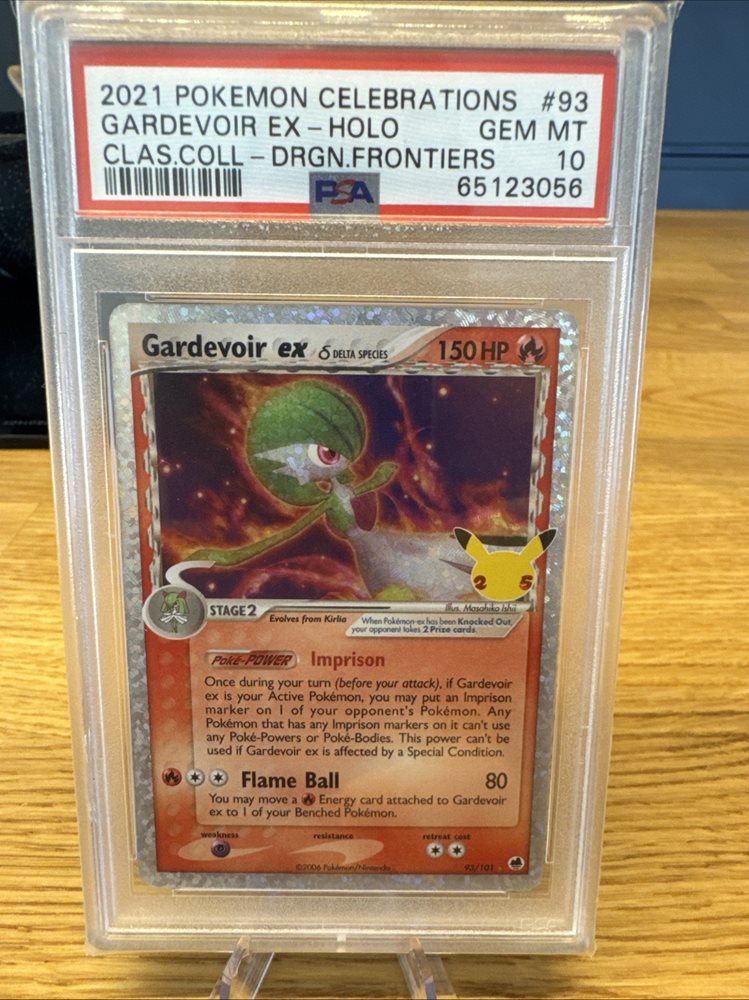 2021 POKEMON CELEBRATIONS #93
GARDEVOIR EX – HOLO GEM MT
CLAS.COLL – DRGN.FRONTIERS 10
PSA 65123056
Gardevoir ex δ DELTA SPECIES 150 HP
2 5
STAGE2
Illus. Masahiko Ishii
Evolves from Kirlia
When Pokémon-ex has been Knocked Out,
your opponent takes 2 Prize cards.
Poké-POWER Imprison
Once during your turn (before your attack), if Gardevoir
ex is your Active Pokémon, you may put an Imprison
marker on 1 of your opponent's Pokémon. Any
Pokémon that has any Imprison markers on it can't use
any Poké-Powers or Poké-Bodies. This power can't be
used if Gardevoir ex is affected by a Special Condition.
Flame Ball 80
You may move a Energy card attached to Gardevoir
ex to 1 of your Benched Pokémon.
weakness resistance retreat cost
©2006 Pokémon/Nintendo 93/101